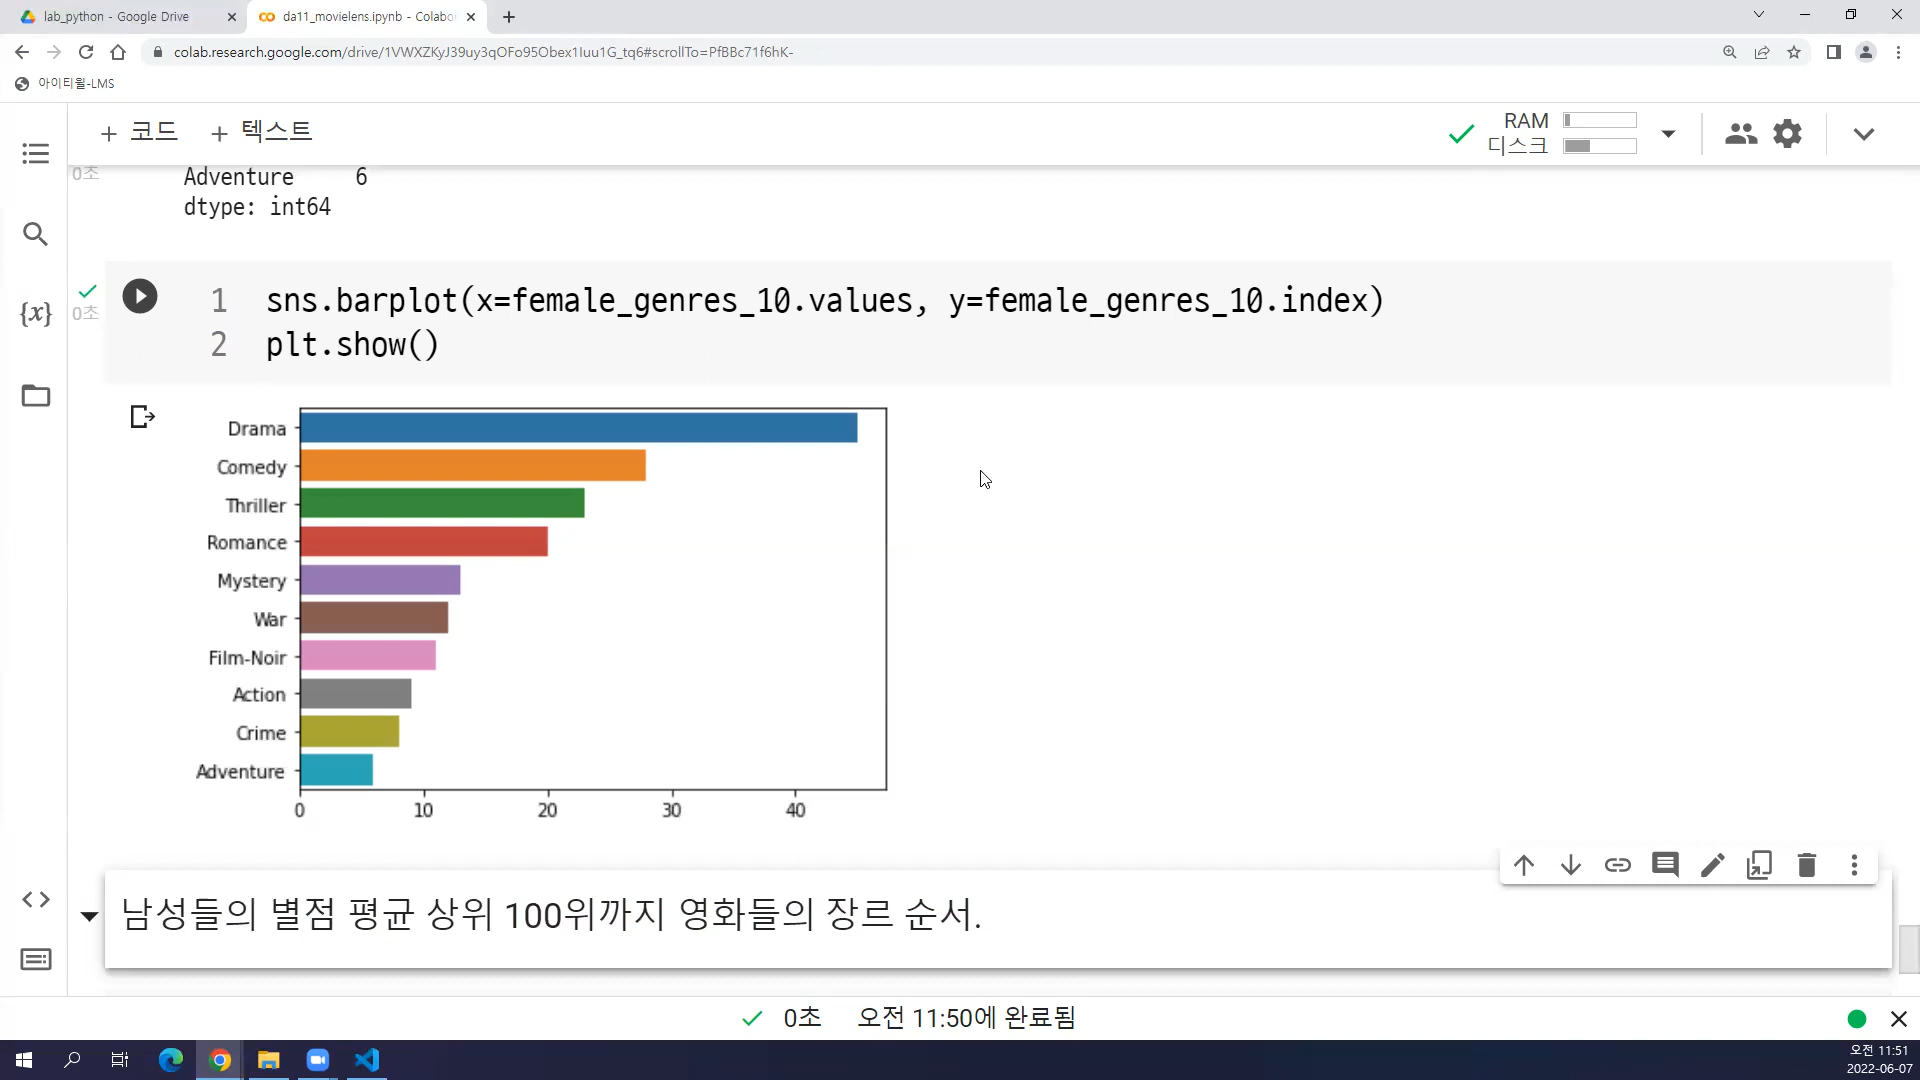 lab_python - Google Drive
da11_movielens.ipynb - Colabo
colab.research.google.com/drive/1VWXZKyJ39uy3qOFo95Obex1Iuu1G_tq6#scrollTo=PfBBc71f6hK-
아이티윌-LMS
+ 코드 + 텍스트
RAM
디스크
0초
Adventure 6
dtype: int64
{x}
0초
1 sns.barplot(x=female_genres_10.values, y=female_genres_10.index)
2 plt.show()
Drama
Comedy
Thriller
Romance
Mystery
War
Film-Noir
Action
Crime
Adventure
0 10 20 30 40
남성들의 별점 평균 상위 100위까지 영화들의 장르 순서.
0초 오전 11:50에 완료됨
오전 11:51
2022-06-07